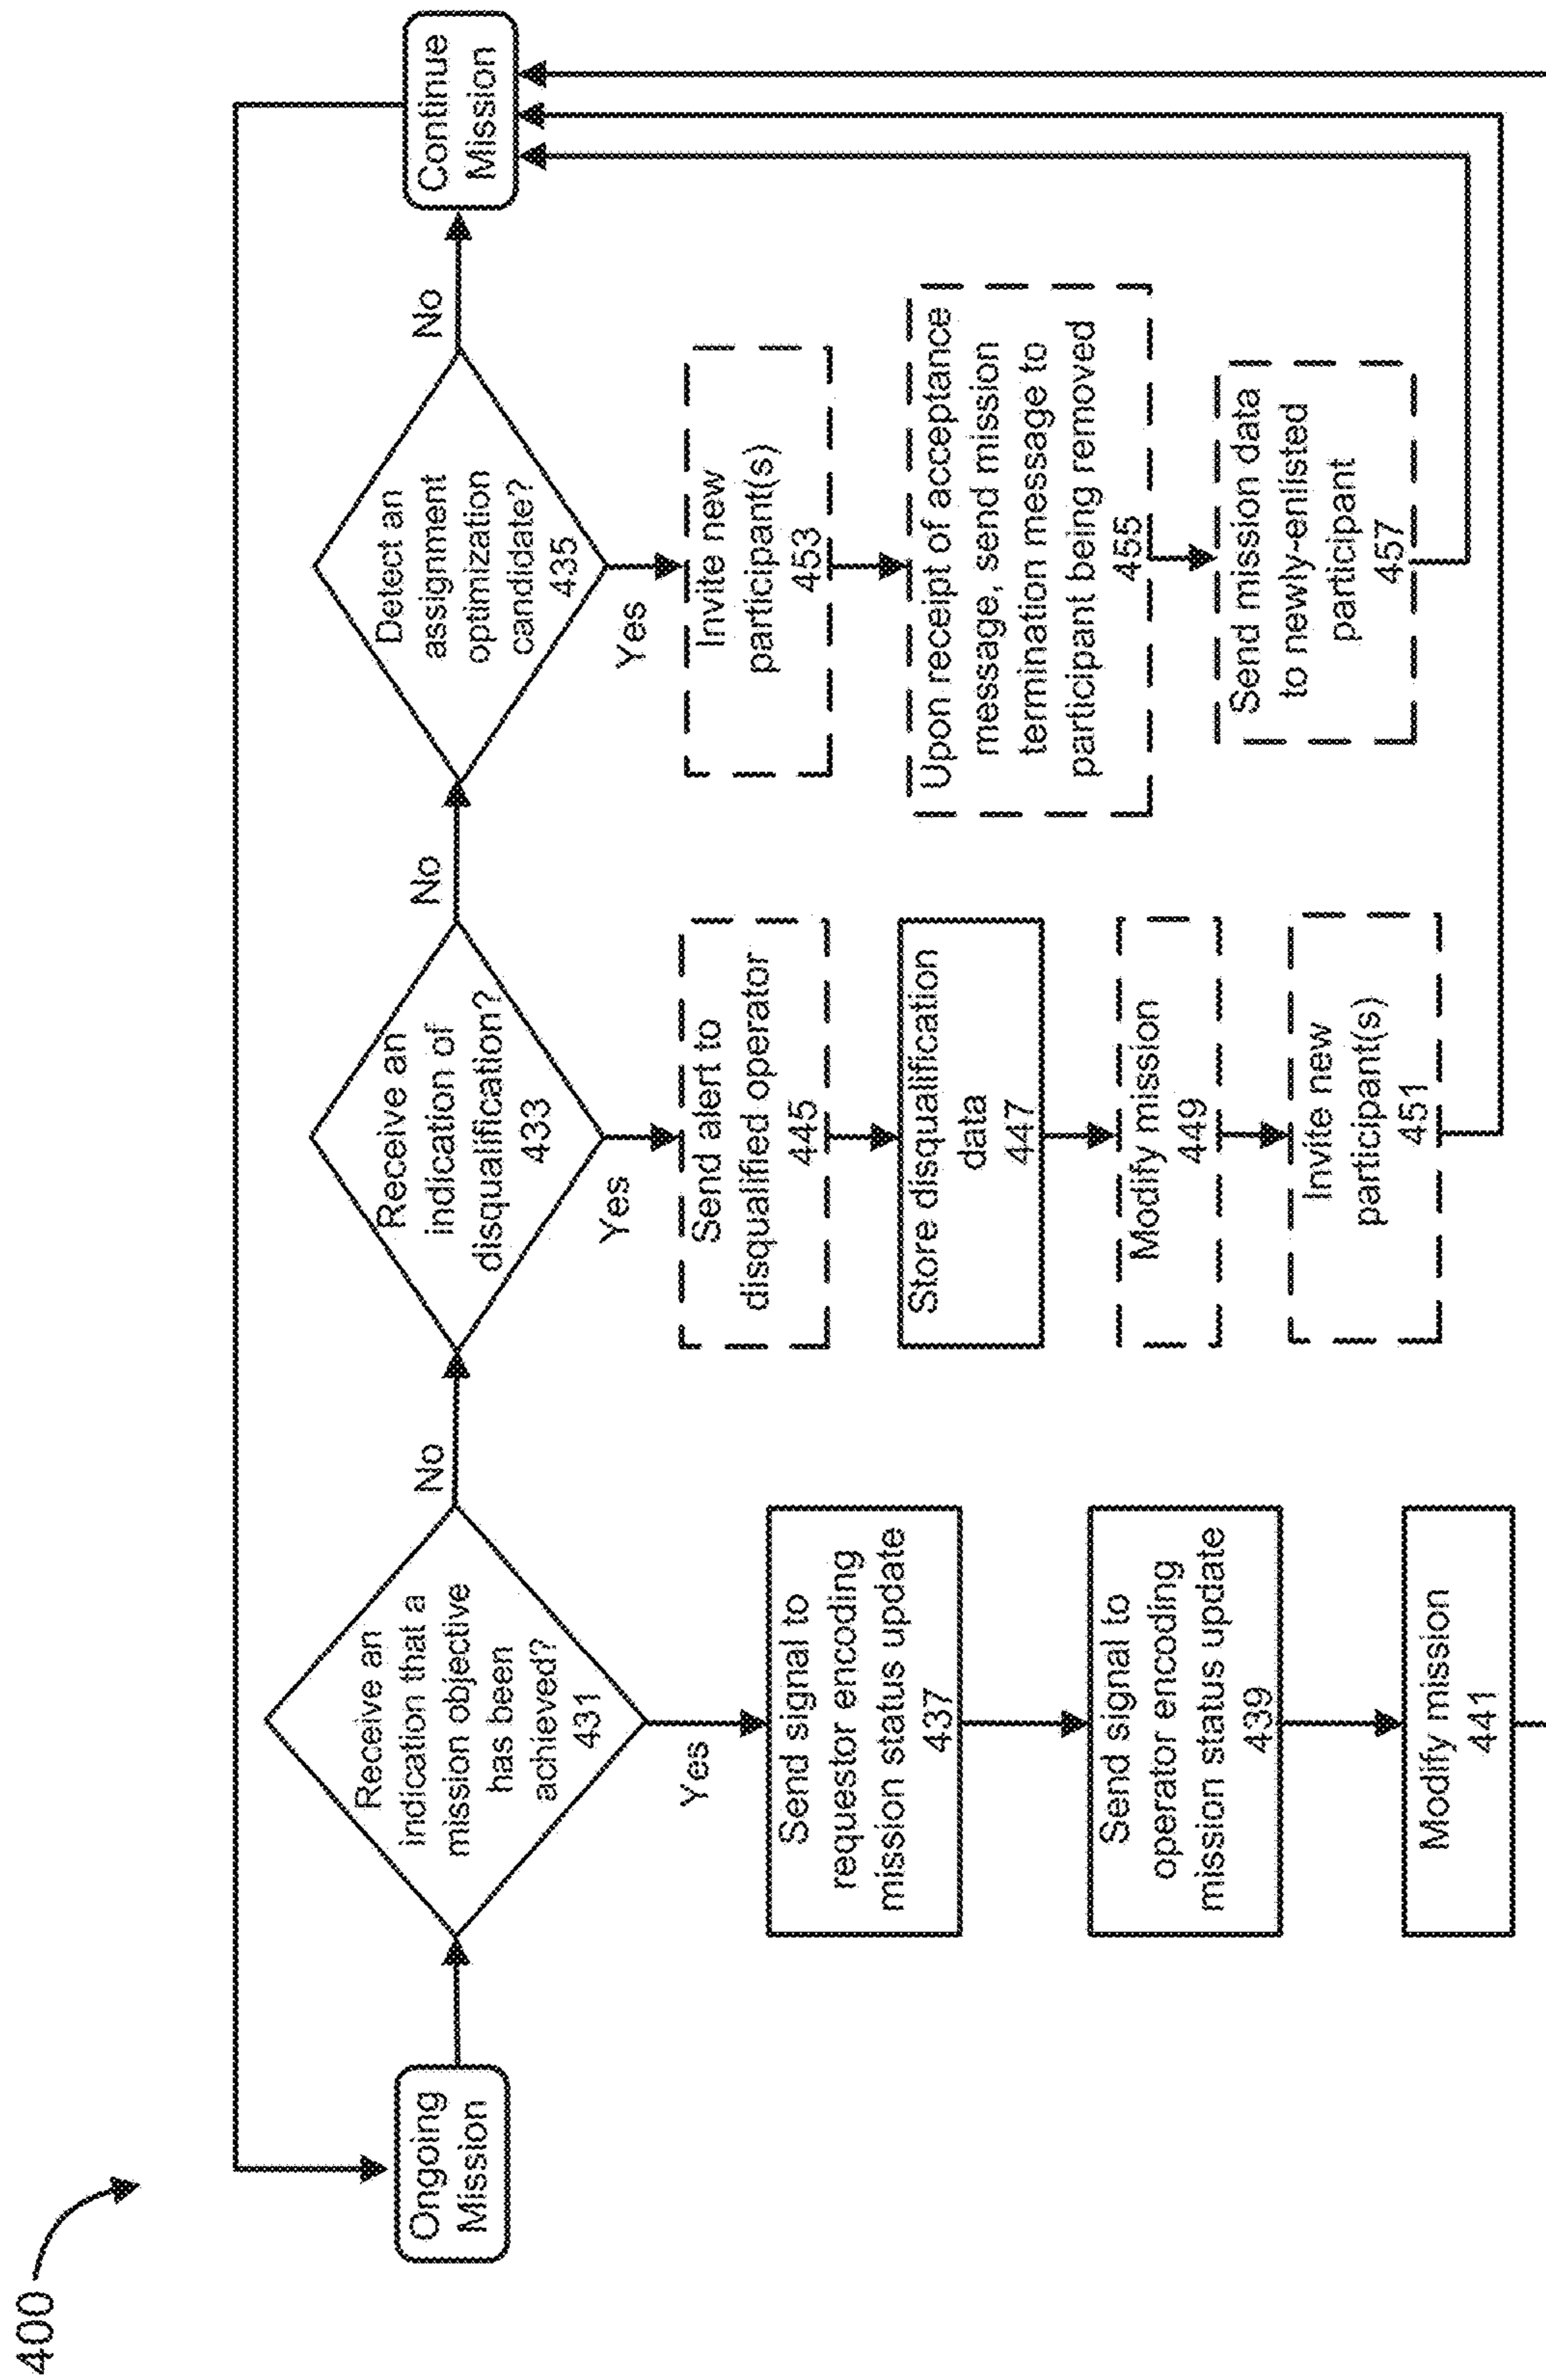 400
Ongoing
Mission
Receive an
indication that a
mission objective
has been
achieved?
431
No
Yes
Send signal to
requestor encoding
mission status update
437
Send signal to
operator encoding
mission status update
439
Modify mission
441
Receive an
indication of
disqualification?
433
No
Yes
Send alert to
disqualified operator
445
Store disqualification
data
447
Modify mission
449
Invite new
participant(s)
451
Detect an
assignment
optimization
candidate?
435
No
Yes
Invite new
participant(s)
453
Upon receipt of acceptance
message, send mission
termination message to
participant being removed
455
Send mission data
to newly-enlisted
participant
457
Continue
Mission